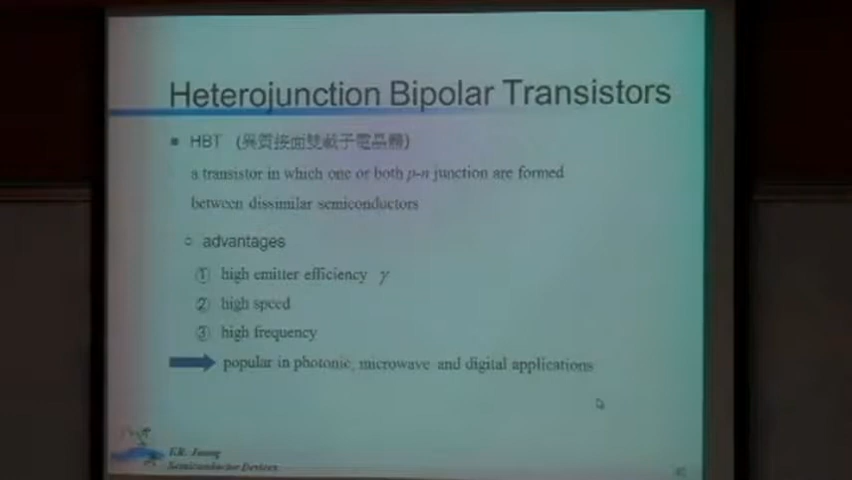 Heterojunction Bipolar Transistors
HBT (異質接面雙載子電晶體)
a transistor in which one or both p-n junction are formed
between dissimilar semiconductors
advantages
① high emitter efficiency γ
② high speed
③ high frequency
popular in photonic, microwave and digital applications
Semiconductor Devices